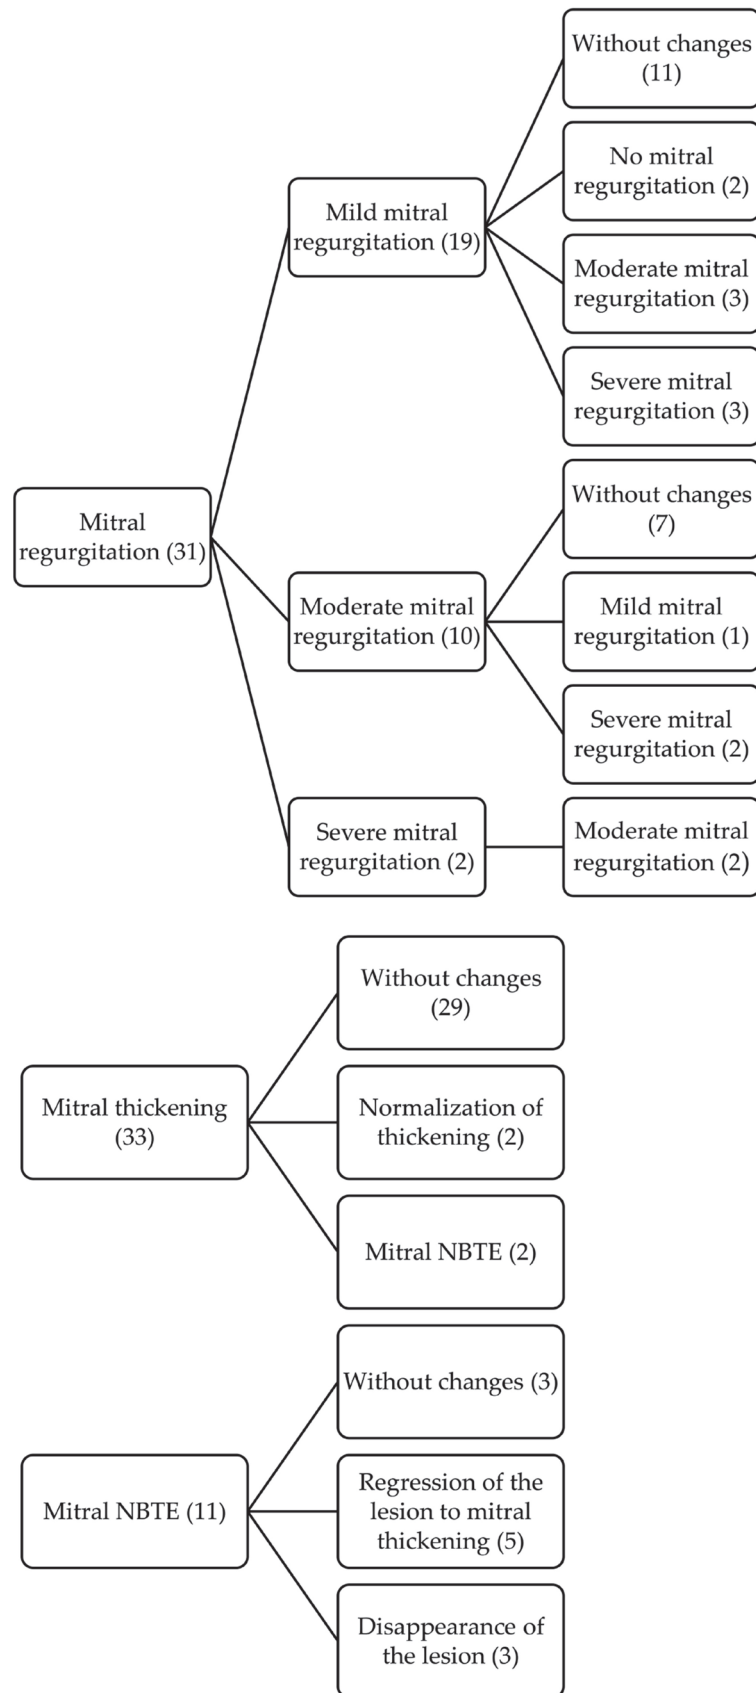 Without changes
(11)
No mitral
regurgitation (2)
Mild mitral
regurgitation (19)
Moderate mitral
regurgitation (3)
Severe mitral
regurgitation (3)
Mitral
regurgitation (31)
Without changes
(7)
Moderate mitral
regurgitation (10)
Mild mitral
regurgitation (1)
Severe mitral
regurgitation (2)
Severe mitral
regurgitation (2)
Moderate mitral
regurgitation (2)
Without changes
(29)
Mitral thickening
(33)
Normalization of
thickening (2)
Mitral NBTE (2)
Without changes (3)
Mitral NBTE (11)
Regression of the
lesion to mitral
thickening (5)
Disappearance of
the lesion (3)